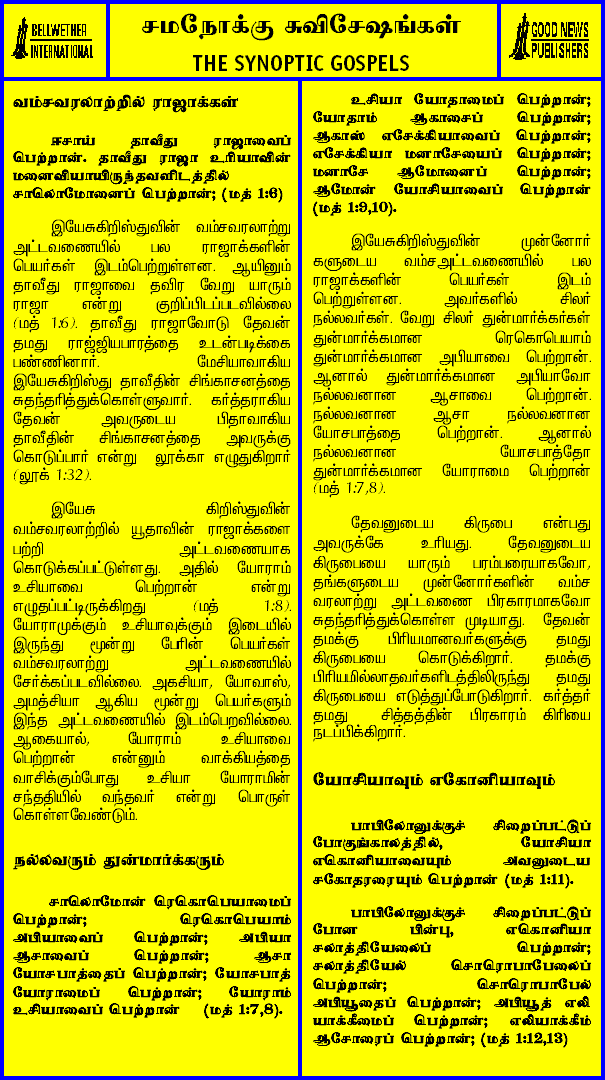 BELLWETHER
INTERNATIONAL
சமநோக்கு சுவிசேஷங்கள்
THE SYNOPTIC GOSPELS
GOOD NEWS
PUBLISHERS
வம்சவரலாற்றில் ராஜாக்கள்
ஈசாய் தாவீது ராஜாவைப்
பெற்றான். தாவீது ராஜா உரியாவின்
மனைவியாயிருந்தவளிடத்தில்
சாலொமோனைப் பெற்றான்; (மத் 1:6)
இயேசுகிறிஸ்துவின் வம்சவரலாற்று
அட்டவணையில் பல ராஜாக்களின்
பெயர்கள் இடம்பெற்றுள்ளன. ஆயினும்
தாவீது ராஜாவை தவிர வேறு யாரும்
ராஜா என்று குறிப்பிடப்படவில்லை
(மத் 1:6). தாவீது ராஜாவோடு தேவன்
தமது ராஜ்ஜியபாரத்தை உடன்படிக்கை
பண்ணினார். மேசியாவாகிய
இயேசுகிறிஸ்து தாவீதின் சிங்காசனத்தை
சுதந்தரித்துக்கொள்ளுவார். கர்த்தராகிய
தேவன் அவருடைய பிதாவாகிய
தாவீதின் சிங்காசனத்தை அவருக்கு
கொடுப்பார் என்று லூக்கா எழுதுகிறார்
(லூக் 1:32).
இயேசு கிறிஸ்துவின்
வம்சவரலாற்றில் யூதாவின் ராஜாக்களை
பற்றி அட்டவணையாக
கொடுக்கப்பட்டுள்ளது. அதில் யோராம்
உசியாவை பெற்றான் என்று
எழுதப்பட்டிருக்கிறது (மத் 1:8).
யோராமுக்கும் உசியாவுக்கும் இடையில்
இருந்து மூன்று பேரின் பெயர்கள்
வம்சவரலாற்று அட்டவணையில்
சேர்க்கப்படவில்லை. அகசியா, யோவாஸ்,
அமத்சியா ஆகிய மூன்று பெயர்களும்
இந்த அட்டவணையில் இடம்பெறவில்லை.
ஆகையால், யோராம் உசியாவை
பெற்றான் என்னும் வாக்கியத்தை
வாசிக்கும்போது உசியா யோராமின்
சந்ததியில் வந்தவர் என்று பொருள்
கொள்ளவேண்டும்.
நல்லவரும் துன்மார்க்கரும்
சாலொமோன் ரெகொபெயாமைப்
பெற்றான்; ரெகொபெயாம்
அபியாவைப் பெற்றான்; அபியா
ஆசாவைப் பெற்றான்; ஆசா
யோசபாத்தைப் பெற்றான்; யோசபாத்
யோராமைப் பெற்றான்; யோராம்
உசியாவைப் பெற்றான் (மத் 1:7,8).
உசியா யோதாமைப் பெற்றான்;
யோதாம் ஆகாசைப் பெற்றான்;
ஆகாஸ் எசேக்கியாவைப் பெற்றான்;
எசேக்கியா மனாசேயைப் பெற்றான்;
மனாசே ஆமோனைப் பெற்றான்;
ஆமோன் யோசியாவைப் பெற்றான்
(மத் 1:9,10).
இயேசுகிறிஸ்துவின் முன்னோர்
களுடைய வம்சஅட்டவணையில் பல
ராஜாக்களின் பெயர்கள் இடம்
பெற்றுள்ளன. அவர்களில் சிலர்
நல்லவர்கள். வேறு சிலர் துன்மார்க்கர்கள்
துன்மார்க்கமான ரெகொபெயாம்
துன்மார்க்கமான அபியாவை பெற்றான்.
ஆனால் துன்மார்க்கமான அபியாவோ
நல்லவனான ஆசாவை பெற்றான்.
நல்லவனான ஆசா நல்லவனான
யோசபாத்தை பெற்றான். ஆனால்
நல்லவனான யோசபாத்தோ
துன்மார்க்கமான யோராமை பெற்றான்
(மத் 1:7,8).
தேவனுடைய கிருபை என்பது
அவருக்கே உரியது. தேவனுடைய
கிருபையை யாரும் பரம்பரையாகவோ,
தங்களுடைய முன்னோர்களின் வம்ச
வரலாற்று அட்டவணை பிரகாரமாகவோ
சுதந்தரித்துக்கொள்ள முடியாது. தேவன்
தமக்கு பிரியமானவர்களுக்கு தமது
கிருபையை கொடுக்கிறார். தமக்கு
பிரியமில்லாதவர்களிடத்திலிருந்து தமது
கிருபையை எடுத்துப்போடுகிறார். கர்த்தர்
தமது சித்தத்தின் பிரகாரம் கிரியை
நடப்பிக்கிறார்.
யோசியாவும் எகோனியாவும்
பாபிலோனுக்குச் சிறைப்பட்டுப்
போகுங்காலத்தில், யோசியா
எகொனியாவையும் அவனுடைய
சகோதரரையும் பெற்றான் (மத் 1:11).
பாபிலோனுக்குச் சிறைப்பட்டுப்
போன பின்பு, எகொனியா
சலாத்தியேலைப் பெற்றான்;
சலாத்தியேல் சொரொபாபேலைப்
பெற்றான்; சொரொபாபேல்
அபியூதைப் பெற்றான்; அபியூத் எலி
யாக்கீமைப் பெற்றான்; எலியாக்கீம்
ஆசோரைப் பெற்றான்; (மத் 1:12,13)